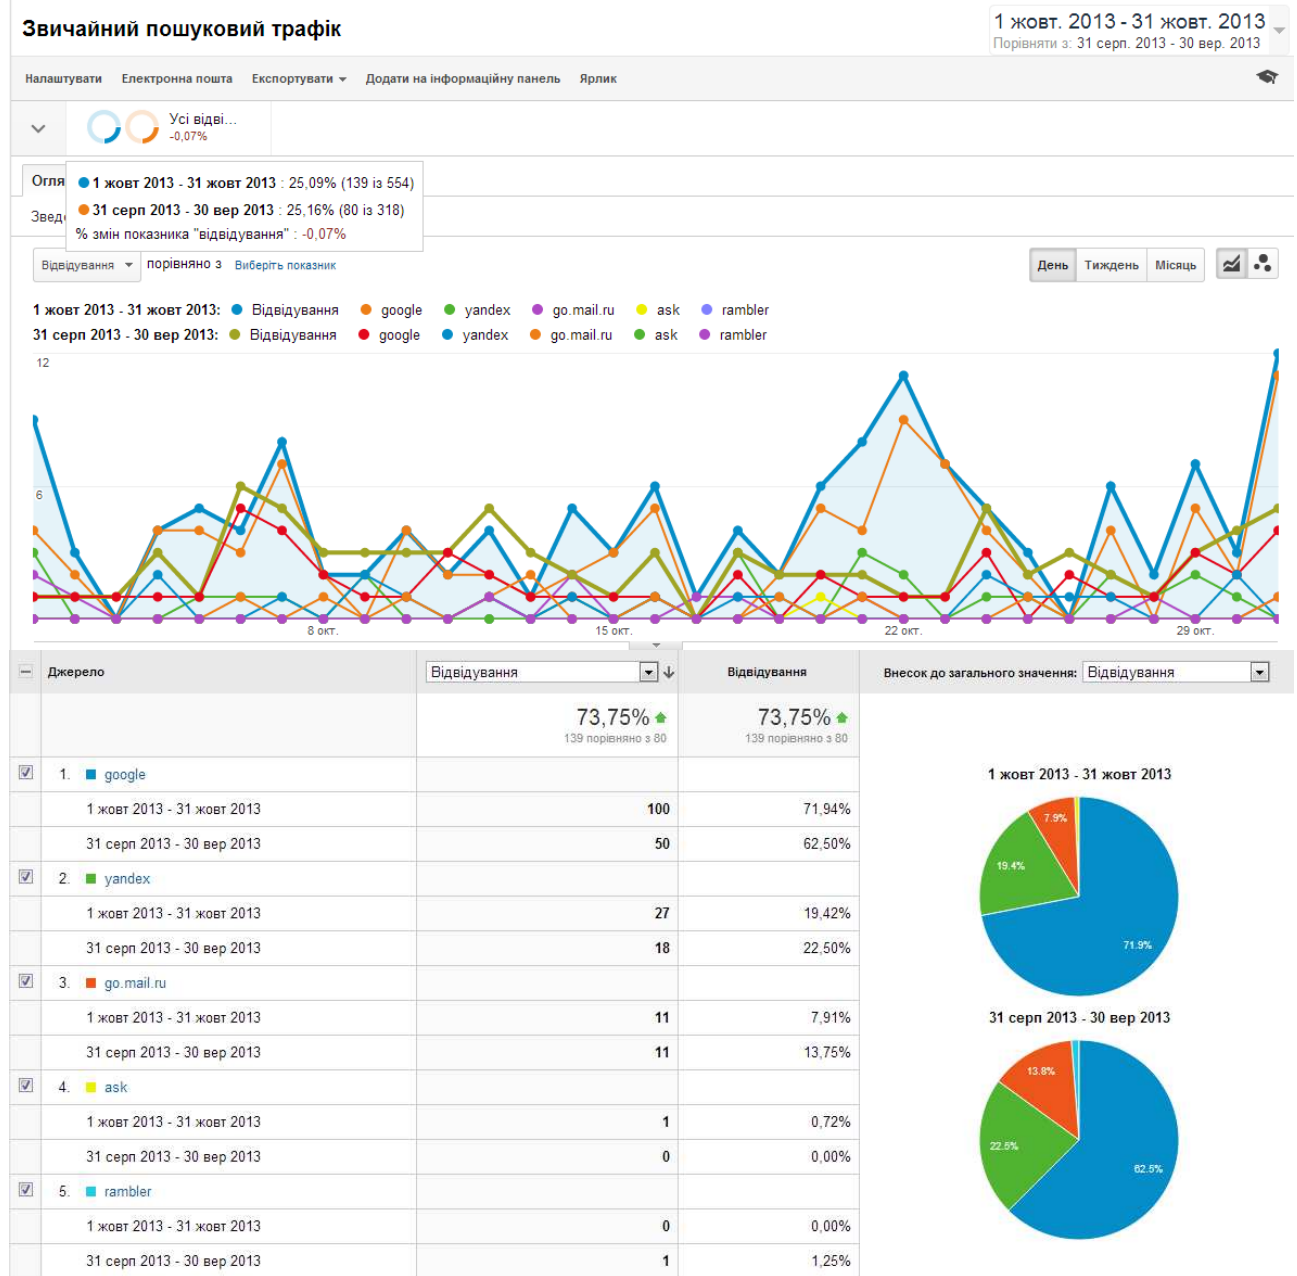 Звичайний пошуковий трафік
1 жовт. 2013 - 31 жовт. 2013
Порівняти з: 31 серп. 2013 - 30 вер. 2013
Налаштувати Електронна пошта Експортувати Додати на інформаційну панель Ярлик
Усі відві...
-0,07%
Огля
1 жовт 2013 - 31 жовт 2013 : 25,09% (139 із 554)
31 серп 2013 - 30 вер 2013 : 25,16% (80 із 318)
Звед
% змін показника "відвідування" : -0,07%
Відвідування порівняно з Виберіть показник
День Тиждень Місяць
1 жовт 2013 - 31 жовт 2013: Відвідування google yandex go.mail.ru ask rambler
31 серп 2013 - 30 вер 2013: Відвідування google yandex go.mail.ru ask rambler
12
6
8 окт. 15 окт. 22 окт. 29 окт.
Джерело Відвідування Відвідування Внесок до загального значення: Відвідування
73,75% 73,75%
139 порівняно з 80 139 порівняно з 80
1. google
1 жовт 2013 - 31 жовт 2013 100 71,94%
31 серп 2013 - 30 вер 2013 50 62,50%
2. yandex
1 жовт 2013 - 31 жовт 2013 27 19,42%
31 серп 2013 - 30 вер 2013 18 22,50%
3. go.mail.ru
1 жовт 2013 - 31 жовт 2013 11 7,91%
31 серп 2013 - 30 вер 2013 11 13,75%
4. ask
1 жовт 2013 - 31 жовт 2013 1 0,72%
31 серп 2013 - 30 вер 2013 0 0,00%
5. rambler
1 жовт 2013 - 31 жовт 2013 0 0,00%
31 серп 2013 - 30 вер 2013 1 1,25%
1 жовт 2013 - 31 жовт 2013
7.9%
19.4%
71.9%
31 серп 2013 - 30 вер 2013
13.8%
22.5%
62.5%